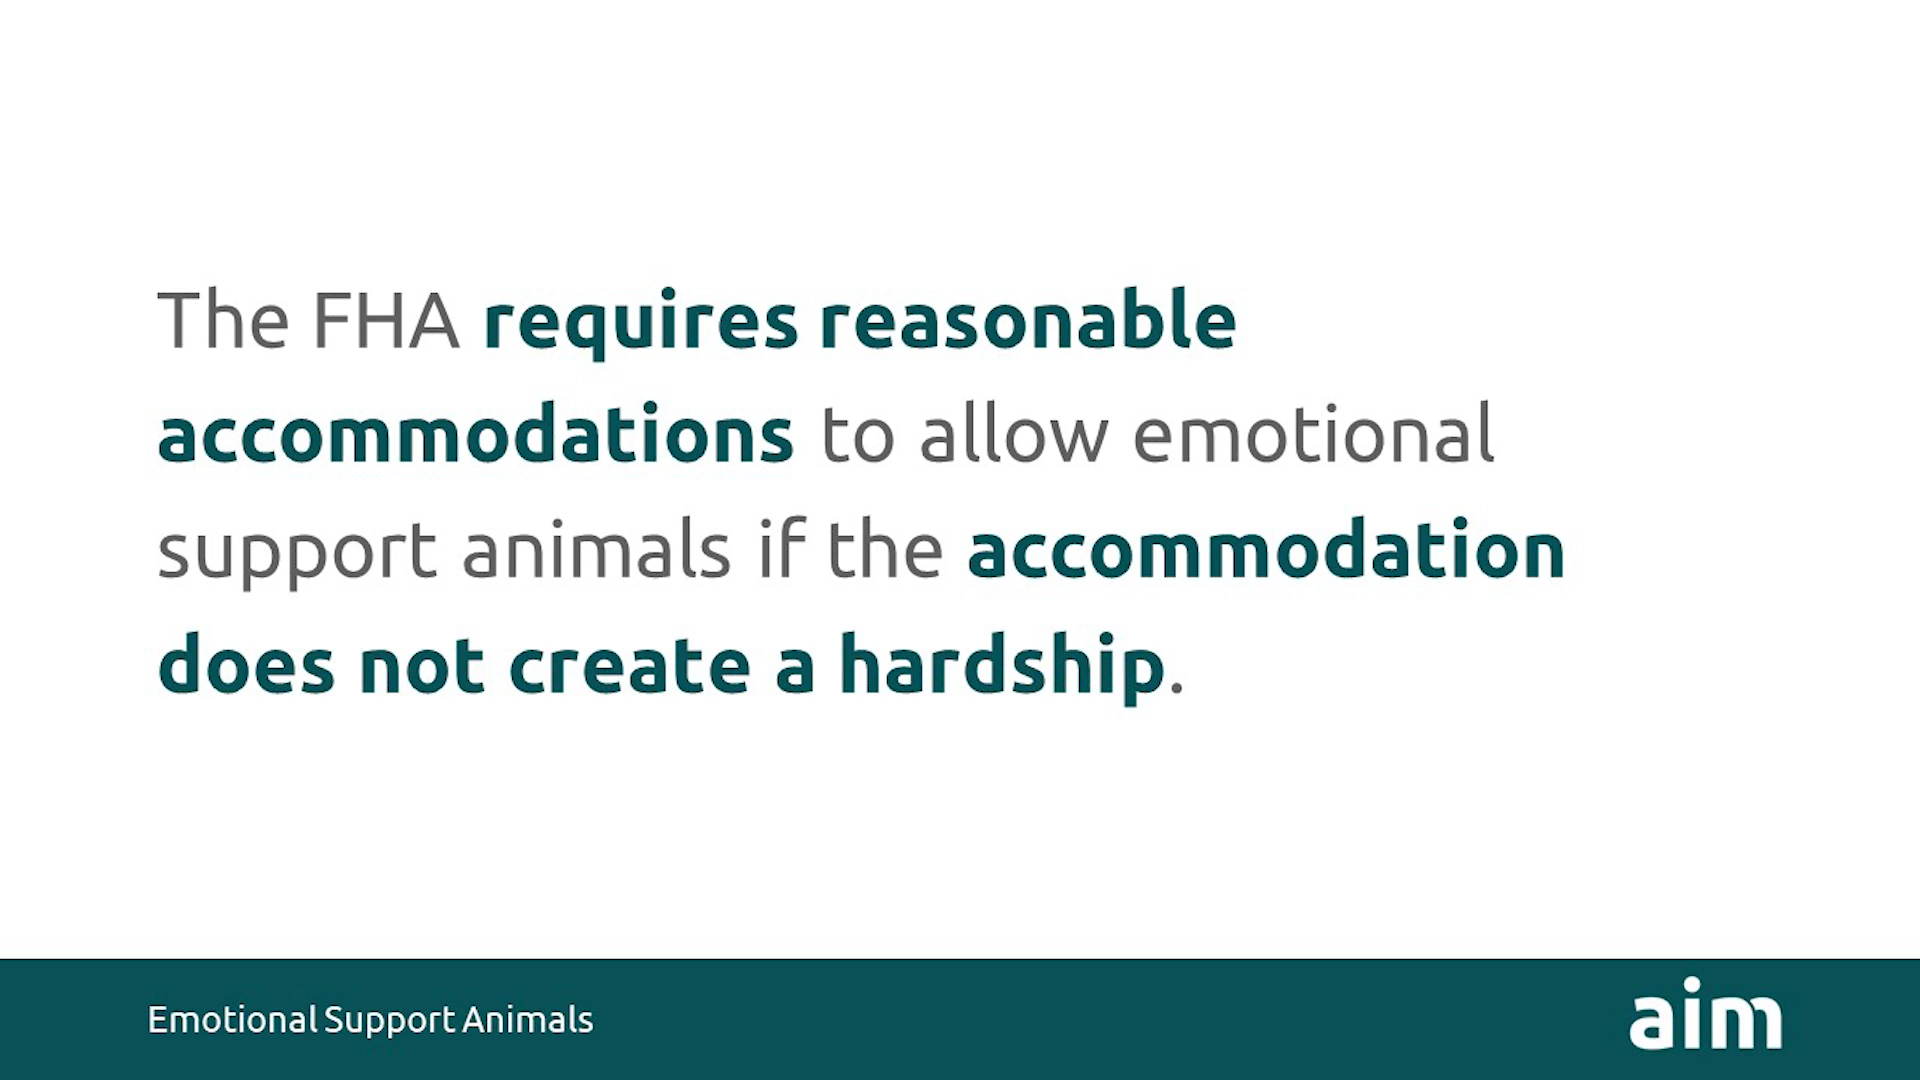 The FHA requires reasonable
accommodations to allow emotional
support animals if the accommodation
does not create a hardship.
Emotional Support Animals
aim